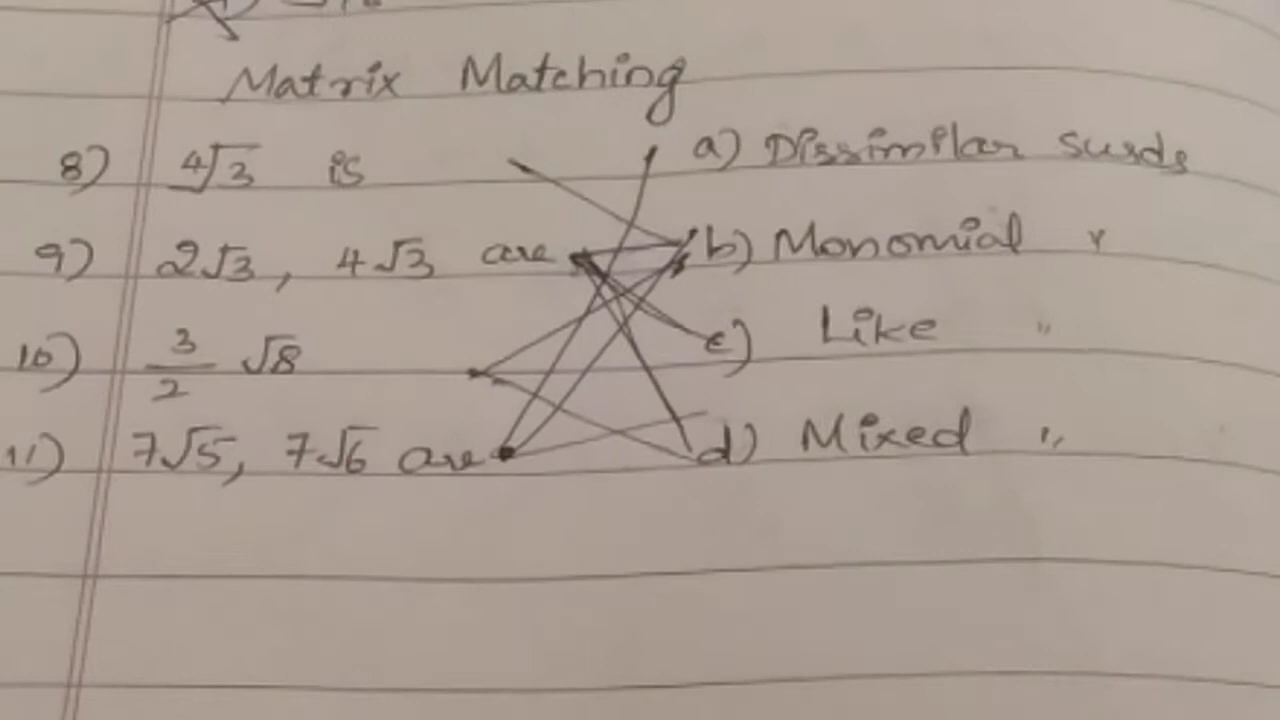 Matrix Matching
8) ∜3 is a) Dissimilar surds
9) 2√3, 4√3 are b) Monomial "
10) 3/2 √8 c) Like "
11) 7√5, 7√6 are d) Mixed "